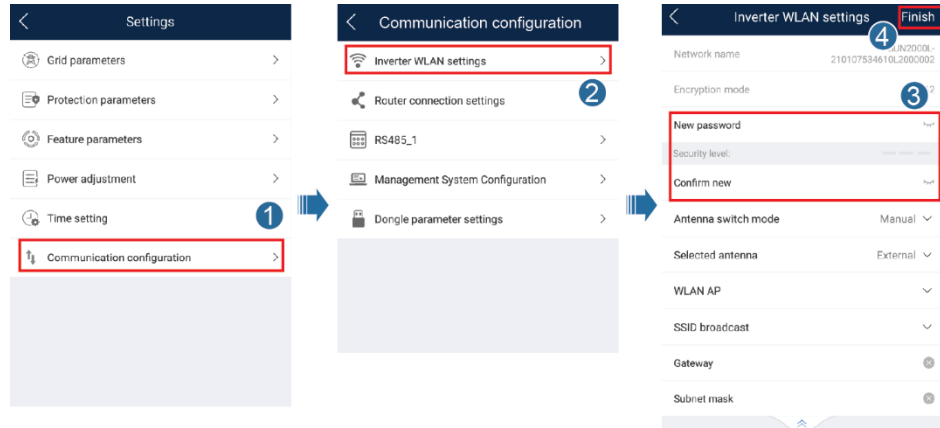 Settings
Grid parameters
Protection parameters
Feature parameters
Power adjustment
Time setting
1
Communication configuration
Communication configuration
Inverter WLAN settings
2
Router connection settings
RS485_1
Management System Configuration
Dongle parameter settings
Inverter WLAN settings
Finish
4
Network name
UN2000L-
210107534610L2000002
Encryption mode
2
3
New password
Security level:
Confirm new
Antenna switch mode
Manual
Selected antenna
External
WLAN AP
SSID broadcast
Gateway
Subnet mask